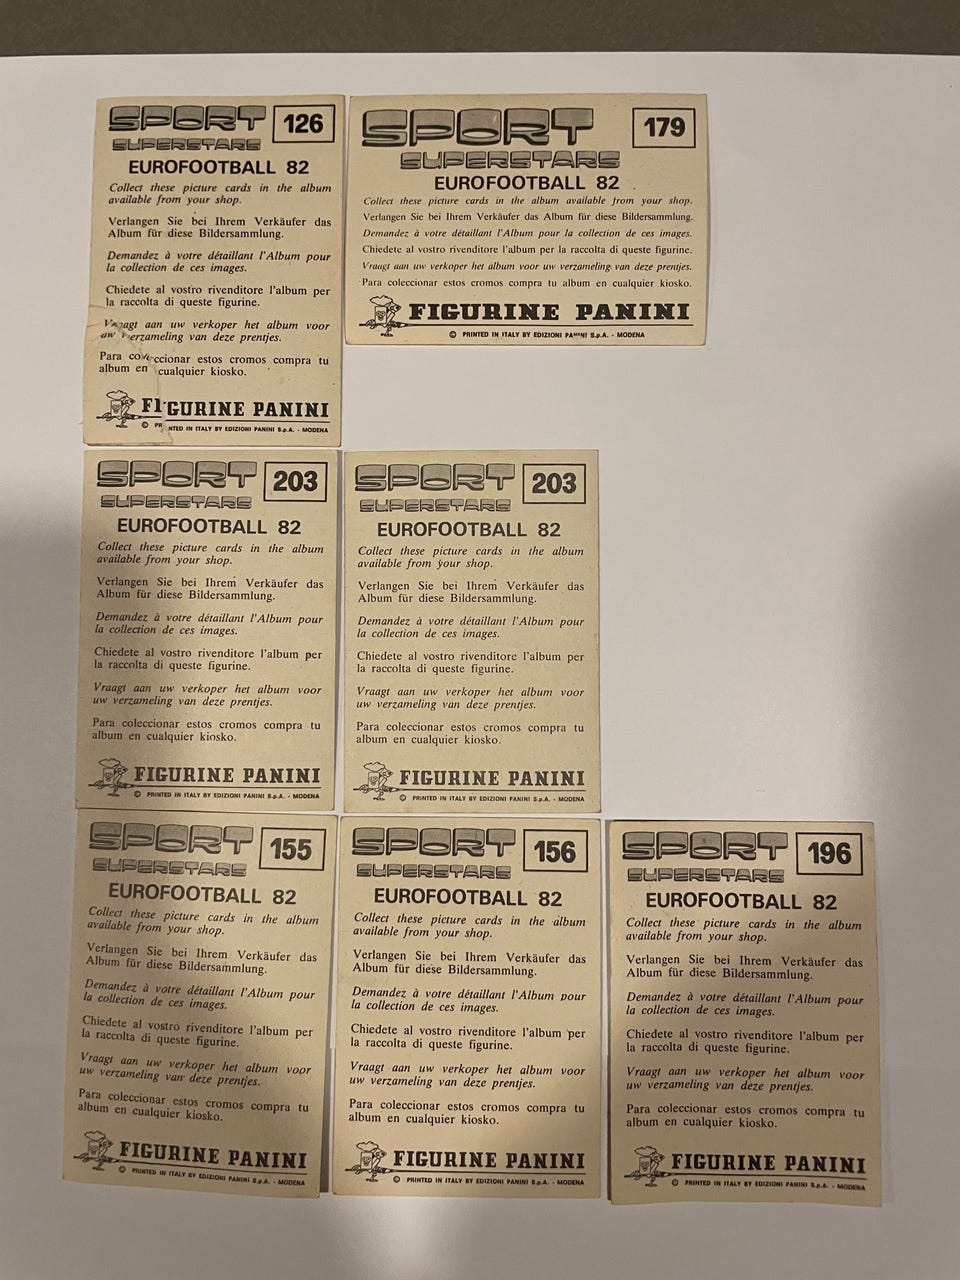 SPORT 126
SUPERSTARS
EUROFOOTBALL 82
Collect these picture cards in the album
available from your shop.
Verlangen Sie bei Ihrem Verkäufer das
Album für diese Bildersammlung.
Demandez à votre détaillant l'Album pour
la collection de ces images.
Chiedete al vostro rivenditore l'album per
la raccolta di queste figurine.
Vraagt aan uw verkoper het album voor
uw verzameling van deze prentjes.
Para coleccionar estos cromos compra tu
album en cualquier kiosko.
FIGURINE PANINI
© PRINTED IN ITALY BY EDIZIONI PANINI S.p.A. - MODENA
SPORT 179
SUPERSTARS
EUROFOOTBALL 82
Collect these picture cards in the album available from your shop.
Verlangen Sie bei Ihrem Verkäufer das Album für diese Bildersammlung.
Demandez à votre détaillant l'Album pour la collection de ces images.
Chiedete al vostro rivenditore l'album per la raccolta di queste figurine.
Vraagt aan uw verkoper het album voor uw verzameling van deze prentjes.
Para coleccionar estos cromos compra tu album en cualquier kiosko.
FIGURINE PANINI
© PRINTED IN ITALY BY EDIZIONI PANINI S.p.A. - MODENA
SPORT 203
SUPERSTARS
EUROFOOTBALL 82
Collect these picture cards in the album
available from your shop.
Verlangen Sie bei Ihrem Verkäufer das
Album für diese Bildersammlung.
Demandez à votre détaillant l'Album pour
la collection de ces images.
Chiedete al vostro rivenditore l'album per
la raccolta di queste figurine.
Vraagt aan uw verkoper het album voor
uw verzameling van deze prentjes.
Para coleccionar estos cromos compra tu
album en cualquier kiosko.
FIGURINE PANINI
© PRINTED IN ITALY BY EDIZIONI PANINI S.p.A. - MODENA
SPORT 203
SUPERSTARS
EUROFOOTBALL 82
Collect these picture cards in the album
available from your shop.
Verlangen Sie bei Ihrem Verkäufer das
Album für diese Bildersammlung.
Demandez à votre détaillant l'Album pour
la collection de ces images.
Chiedete al vostro rivenditore l'album per
la raccolta di queste figurine.
Vraagt aan uw verkoper het album voor
uw verzameling van deze prentjes.
Para coleccionar estos cromos compra tu
album en cualquier kiosko.
FIGURINE PANINI
© PRINTED IN ITALY BY EDIZIONI PANINI S.p.A. - MODENA
SPORT 155
SUPERSTARS
EUROFOOTBALL 82
Collect these picture cards in the album
available from your shop.
Verlangen Sie bei Ihrem Verkäufer das
Album für diese Bildersammlung.
Demandez à votre détaillant l'Album pour
la collection de ces images.
Chiedete al vostro rivenditore l'album per
la raccolta di queste figurine.
Vraagt aan uw verkoper het album voor
uw verzameling van deze prentjes.
Para coleccionar estos cromos compra tu
album en cualquier kiosko.
FIGURINE PANINI
© PRINTED IN ITALY BY EDIZIONI PANINI S.p.A. - MODENA
SPORT 156
SUPERSTARS
EUROFOOTBALL 82
Collect these picture cards in the album
available from your shop.
Verlangen Sie bei Ihrem Verkäufer das
Album für diese Bildersammlung.
Demandez à votre détaillant l'Album pour
la collection de ces images.
Chiedete al vostro rivenditore l'album per
la raccolta di queste figurine.
Vraagt aan uw verkoper het album voor
uw verzameling van deze prentjes.
Para coleccionar estos cromos compra tu
album en cualquier kiosko.
FIGURINE PANINI
© PRINTED IN ITALY BY EDIZIONI PANINI S.p.A. - MODENA
SPORT 196
SUPERSTARS
EUROFOOTBALL 82
Collect these picture cards in the album
available from your shop.
Verlangen Sie bei Ihrem Verkäufer das
Album für diese Bildersammlung.
Demandez à votre détaillant l'Album pour
la collection de ces images.
Chiedete al vostro rivenditore l'album per
la raccolta di queste figurine.
Vraagt aan uw verkoper het album voor
uw verzameling van deze prentjes.
Para coleccionar estos cromos compra tu
album en cualquier kiosko.
FIGURINE PANINI
© PRINTED IN ITALY BY EDIZIONI PANINI S.p.A. - MODENA